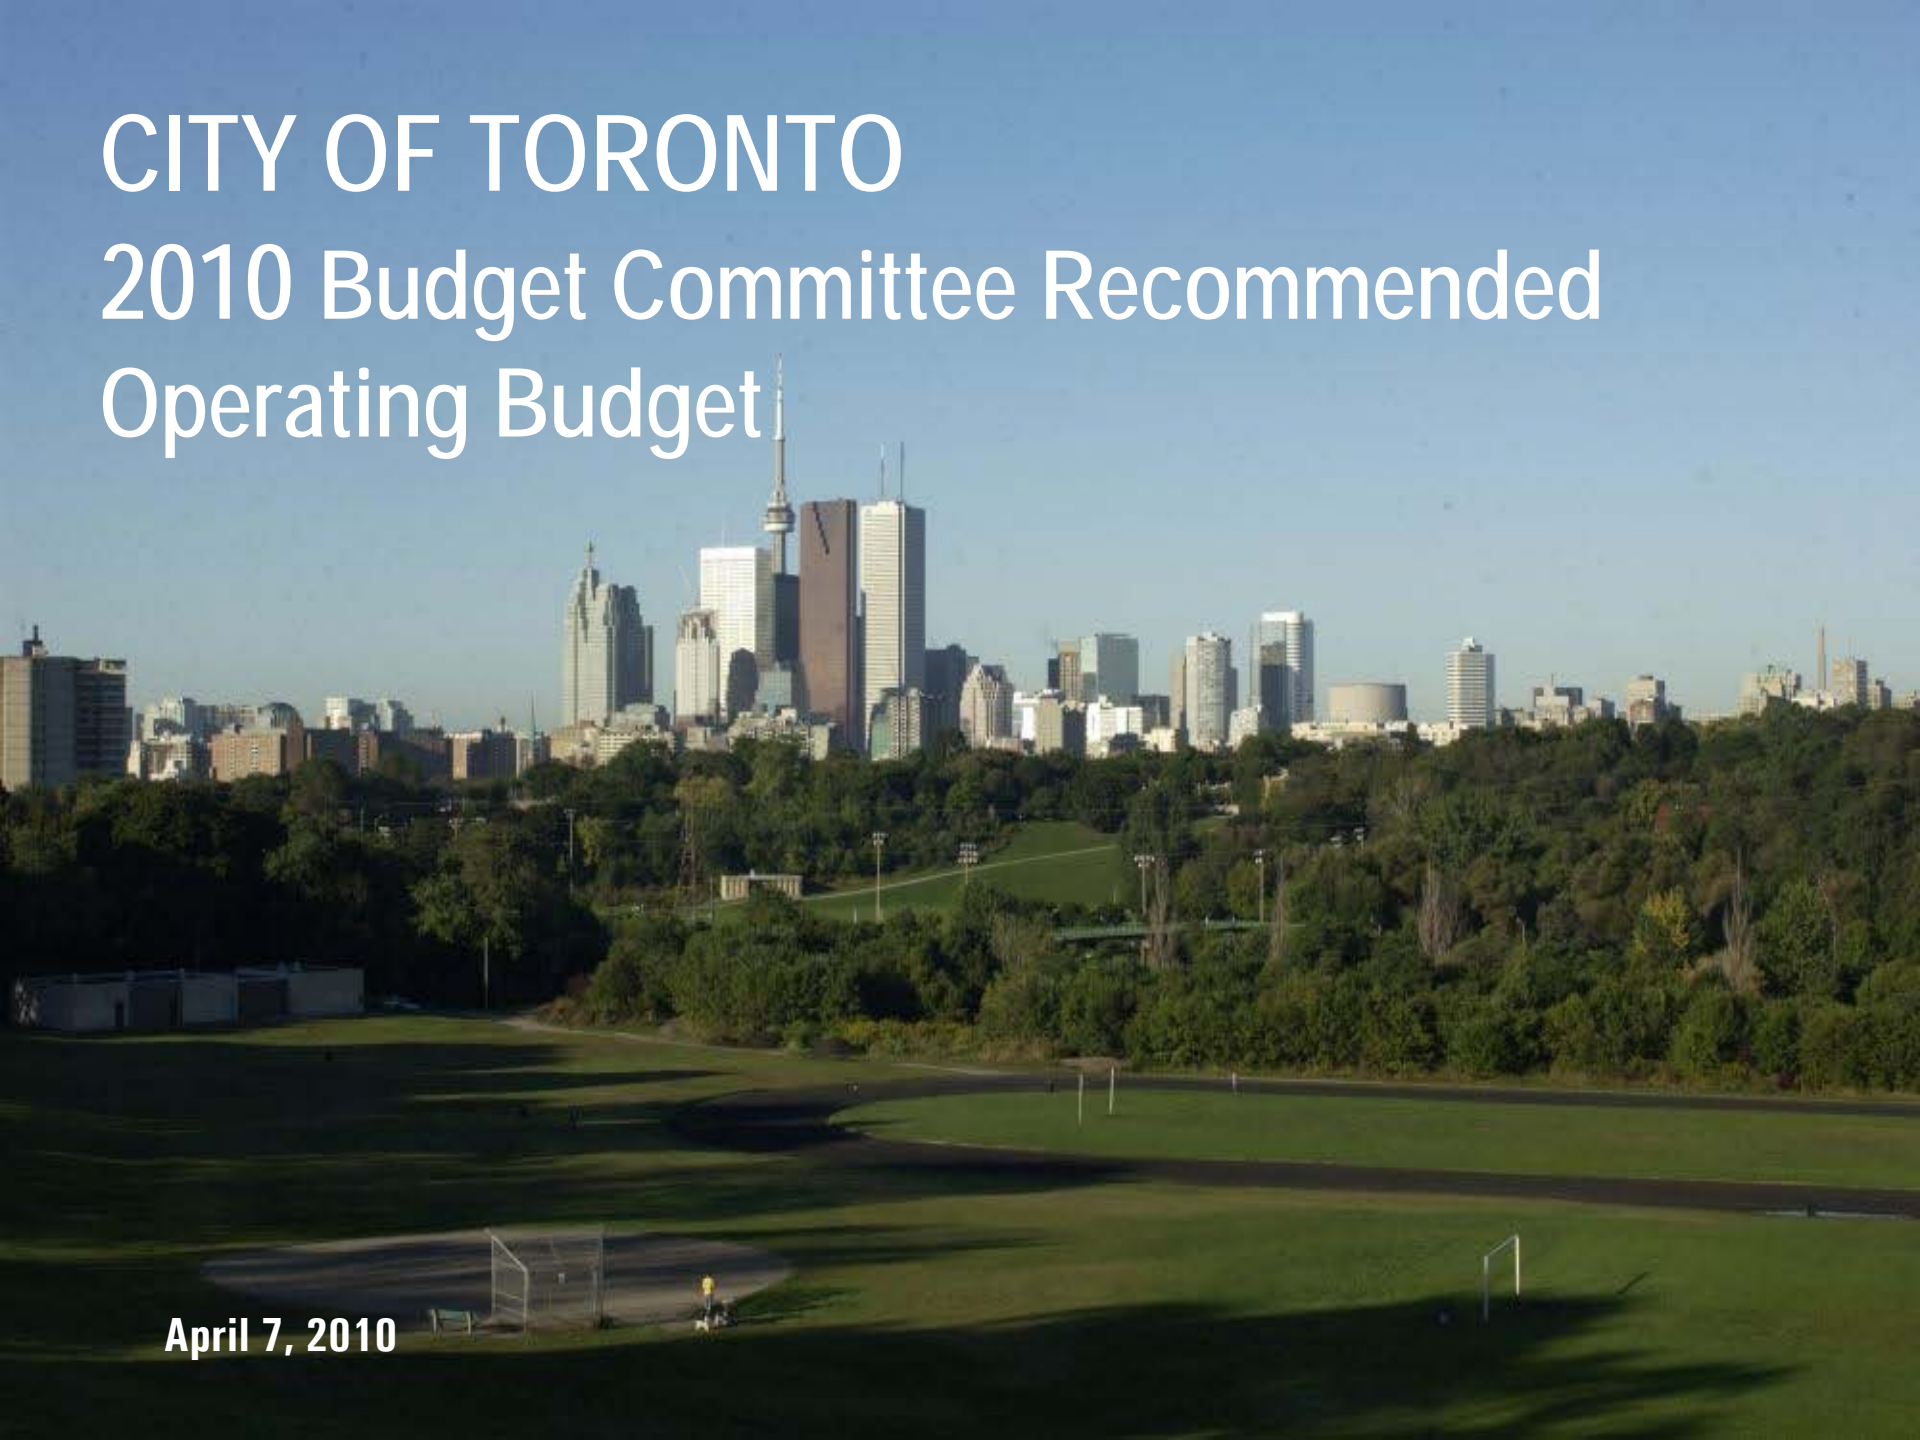 CITY OF TORONTO
2010 Budget Committee Recommended
Operating Budget
April 7, 2010